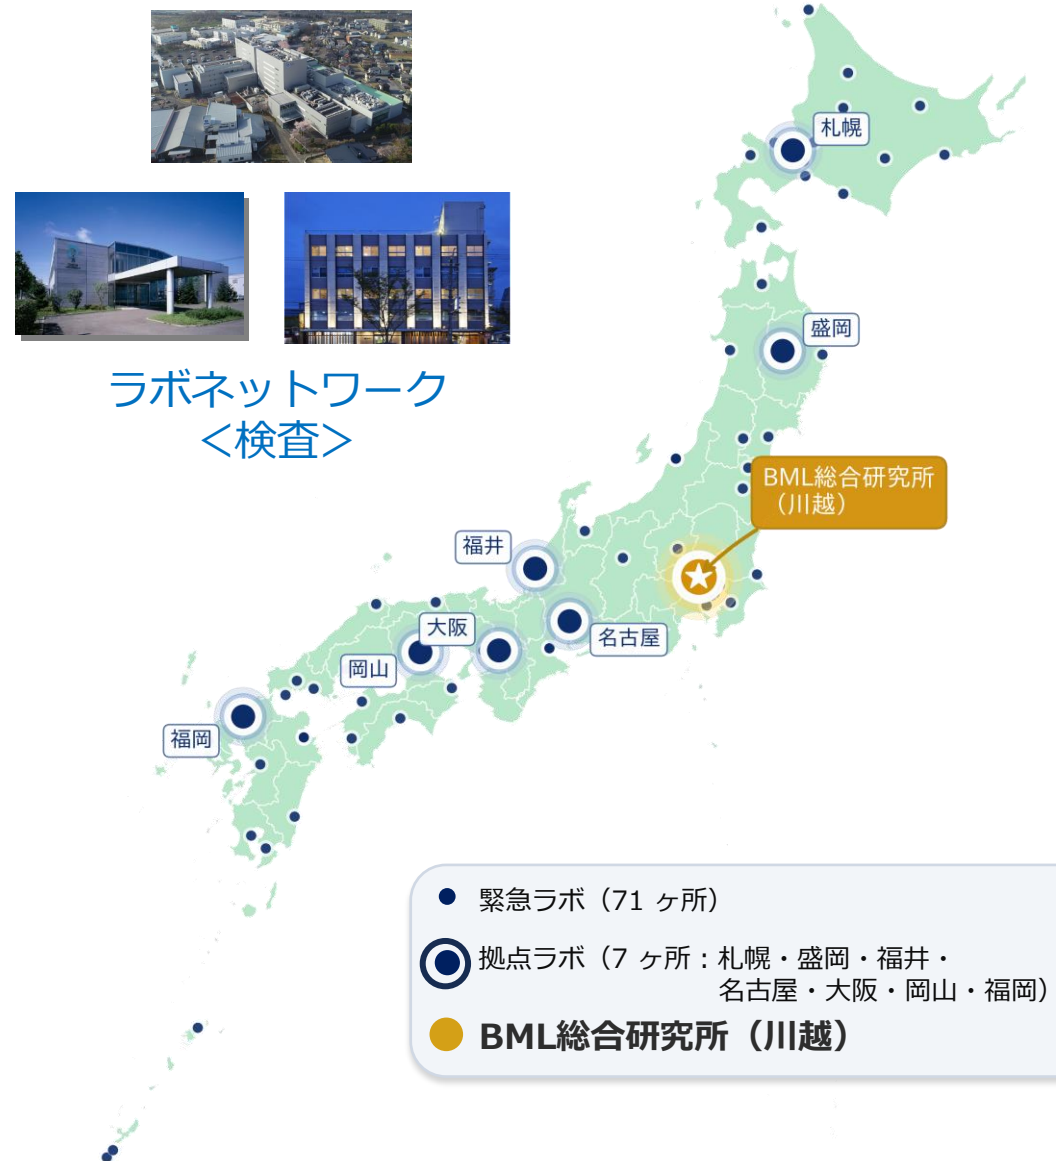 ラボネットワーク
＜検査＞
札幌
盛岡
BML総合研究所
（川越）
福井
大阪
名古屋
岡山
福岡
緊急ラボ（71 ヶ所）
拠点ラボ（7 ヶ所：札幌・盛岡・福井・
名古屋・大阪・岡山・福岡）
BML総合研究所（川越）